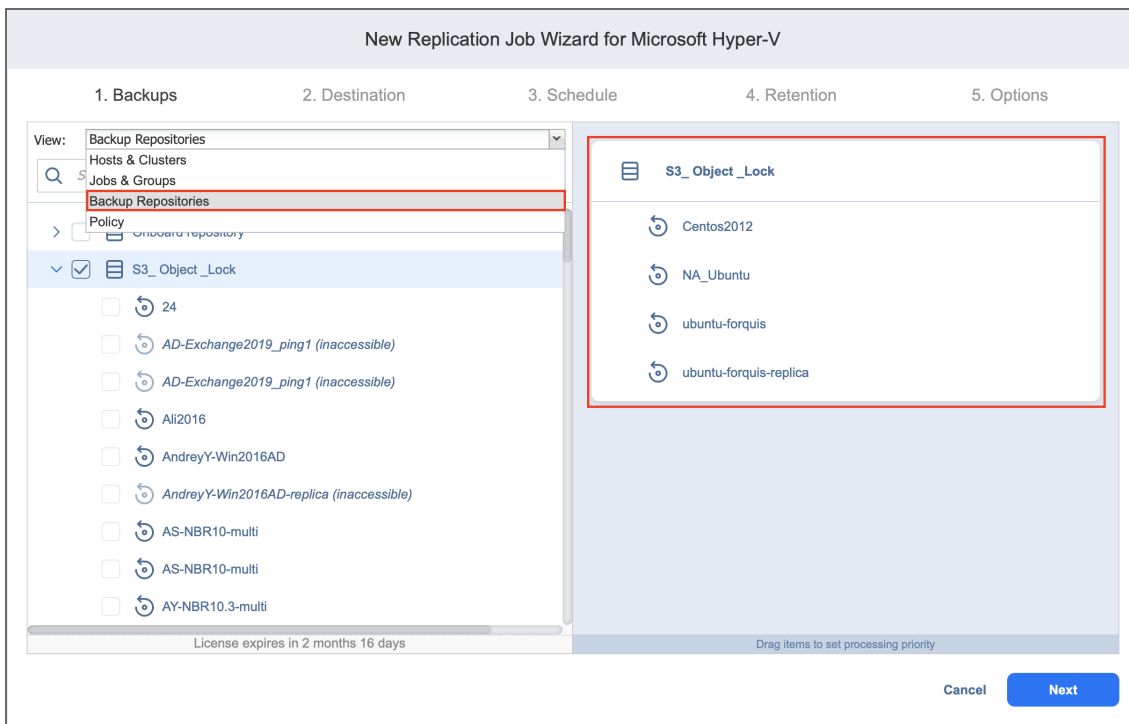 New Replication Job Wizard for Microsoft Hyper-V
1. Backups 2. Destination 3. Schedule 4. Retention 5. Options
View: Backup Repositories
Hosts & Clusters
S
Jobs & Groups
Backup Repositories
Policy
Onboard repository
S3_ Object _Lock
24
AD-Exchange2019_ping1 (inaccessible)
AD-Exchange2019_ping1 (inaccessible)
Ali2016
AndreyY-Win2016AD
AndreyY-Win2016AD-replica (inaccessible)
AS-NBR10-multi
AS-NBR10-multi
AY-NBR10.3-multi
License expires in 2 months 16 days
S3_ Object _Lock
Centos2012
NA_Ubuntu
ubuntu-forquis
ubuntu-forquis-replica
Drag items to set processing priority
Cancel Next